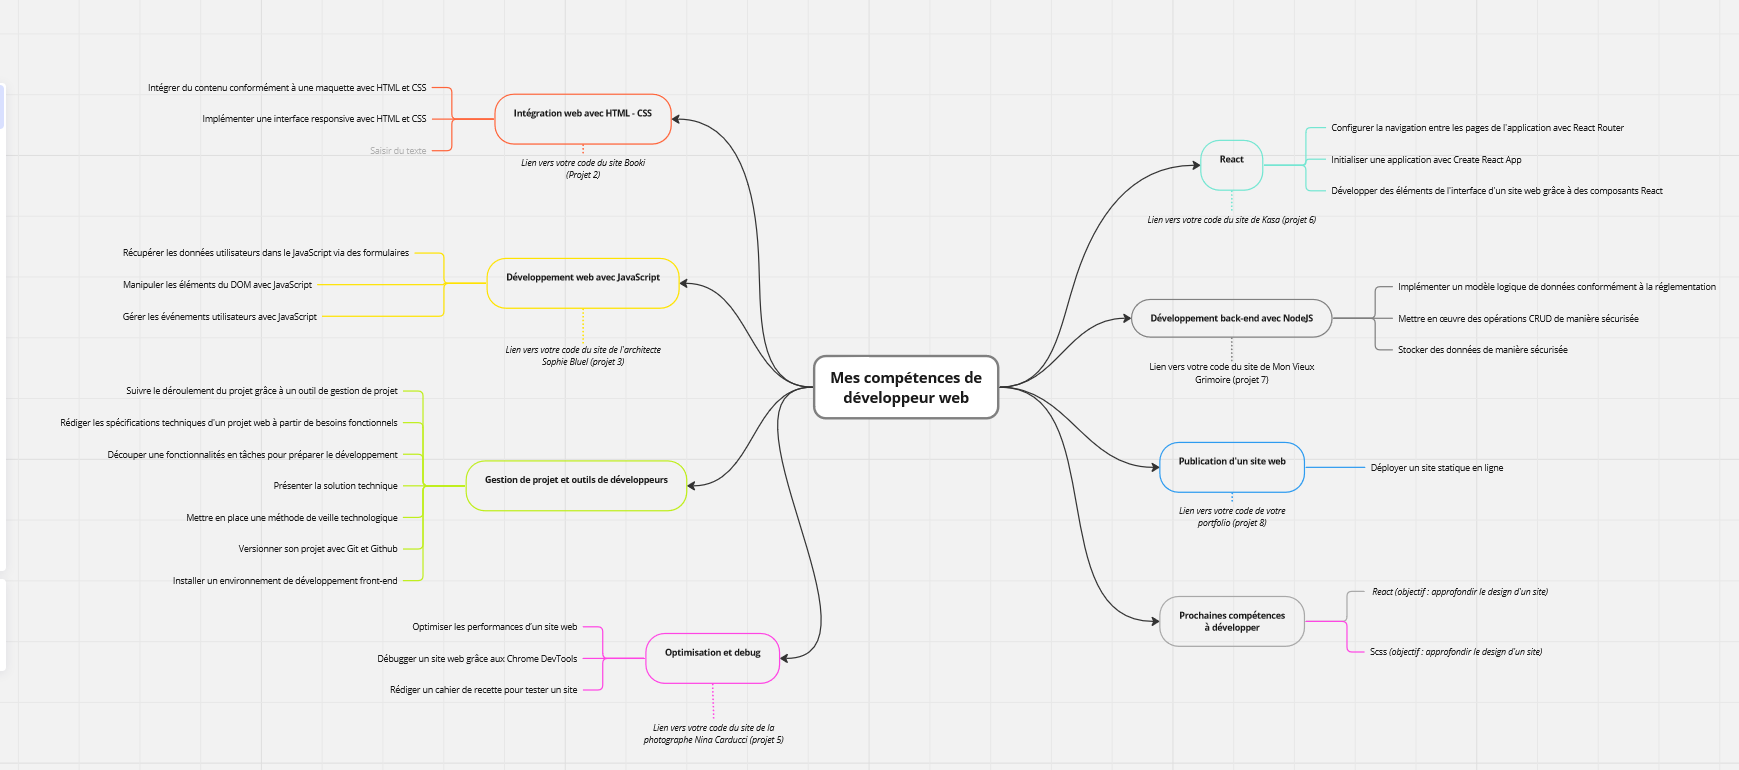 Intégrer du contenu conformément à une maquette avec HTML et CSS
Implémenter une interface responsive avec HTML et CSS
Saisir du texte
Intégration web avec HTML - CSS
Lien vers votre code du site Booki
(Projet 2)
Récupérer les données utilisateurs dans le JavaScript via des formulaires
Manipuler les éléments du DOM avec JavaScript
Gérer les événements utilisateurs avec JavaScript
Développement web avec JavaScript
Lien vers votre code du site de l'architecte
Sophie Bluel (projet 3)
Suivre le déroulement du projet grâce à un outil de gestion de projet
Rédiger les spécifications techniques d'un projet web à partir de besoins fonctionnels
Découper une fonctionnalités en tâches pour préparer le développement
Présenter la solution technique
Mettre en place une méthode de veille technologique
Versionner son projet avec Git et Github
Installer un environnement de développement front-end
Gestion de projet et outils de développeurs
Optimiser les performances d'un site web
Débugger un site web grâce aux Chrome DevTools
Rédiger un cahier de recette pour tester un site
Optimisation et debug
Lien vers votre code du site de la
photographe Nina Carducci (projet 5)
Mes compétences de
développeur web
React
Configurer la navigation entre les pages de l'application avec React Router
Initialiser une application avec Create React App
Développer des éléments de l'interface d'un site web grâce à des composants React
Lien vers votre code du site de Kasa (projet 6)
Développement back-end avec NodeJS
Implémenter un modèle logique de données conformément à la réglementation
Mettre en œuvre des opérations CRUD de manière sécurisée
Stocker des données de manière sécurisée
Lien vers votre code du site de Mon Vieux
Grimoire (projet 7)
Publication d'un site web
Déployer un site statique en ligne
Lien vers votre code de votre
portfolio (projet 8)
Prochaines compétences
à développer
React (objectif : approfondir le design d'un site)
Scss (objectif : approfondir le design d'un site)